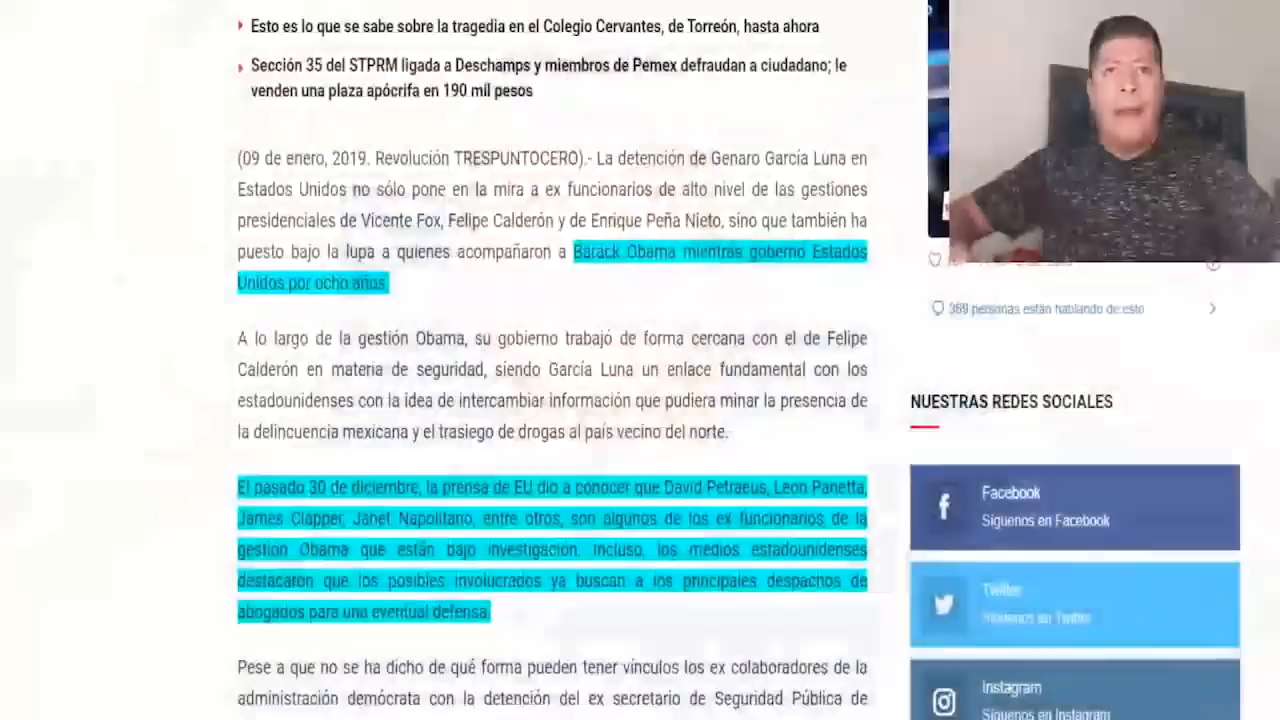 Esto es lo que se sabe sobre la tragedia en el Colegio Cervantes, de Torreón, hasta ahora
Sección 35 del STPRM ligada a Deschamps y miembros de Pemex defraudan a ciudadano; le
venden una plaza apócrifa en 190 mil pesos
(09 de enero, 2019. Revolución TRESPUNTOCERO).- La detención de Genaro García Luna en
Estados Unidos no sólo pone en la mira a ex funcionarios de alto nivel de las gestiones
presidenciales de Vicente Fox, Felipe Calderón y de Enrique Peña Nieto, sino que también ha
puesto bajo la lupa a quienes acompañaron a Barack Obama mientras gobernó Estados
Unidos por ocho años.
A lo largo de la gestión Obama, su gobierno trabajó de forma cercana con el de Felipe
Calderón en materia de seguridad, siendo García Luna un enlace fundamental con los
estadounidenses con la idea de intercambiar información que pudiera minar la presencia de
la delincuencia mexicana y el trasiego de drogas al país vecino del norte.
El pasado 30 de diciembre, la prensa de EU dio a conocer que David Petraeus, Leon Panetta,
James Clapper, Janet Napolitano, entre otros, son algunos de los ex funcionarios de la
gestión Obama que están bajo investigación. Incluso, los medios estadounidenses
destacaron que los posibles involucrados ya buscan a los principales despachos de
abogados para una eventual defensa.
Pese a que no se ha dicho de qué forma pueden tener vínculos los ex colaboradores de la
administración demócrata con la detención del ex secretario de Seguridad Pública de
369 personas están hablando de esto
NUESTRAS REDES SOCIALES
Facebook
Síguenos en Facebook
Twitter
Síguenos en Twitter
Instagram
Síguenos en Instagram